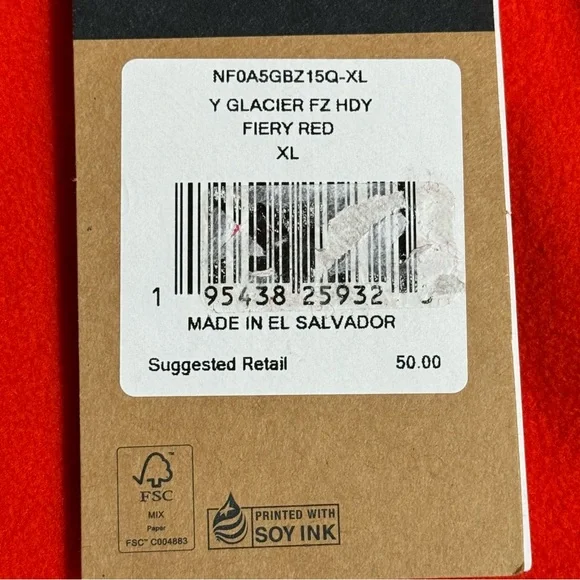 NF0A5GBZ15Q-XL
Y GLACIER FZ HDY
FIERY RED
XL
1 95438 25932
MADE IN EL SALVADOR
Suggested Retail 50.00
FSC
MIX
Paper
FSC™ C004883
PRINTED WITH
SOY INK